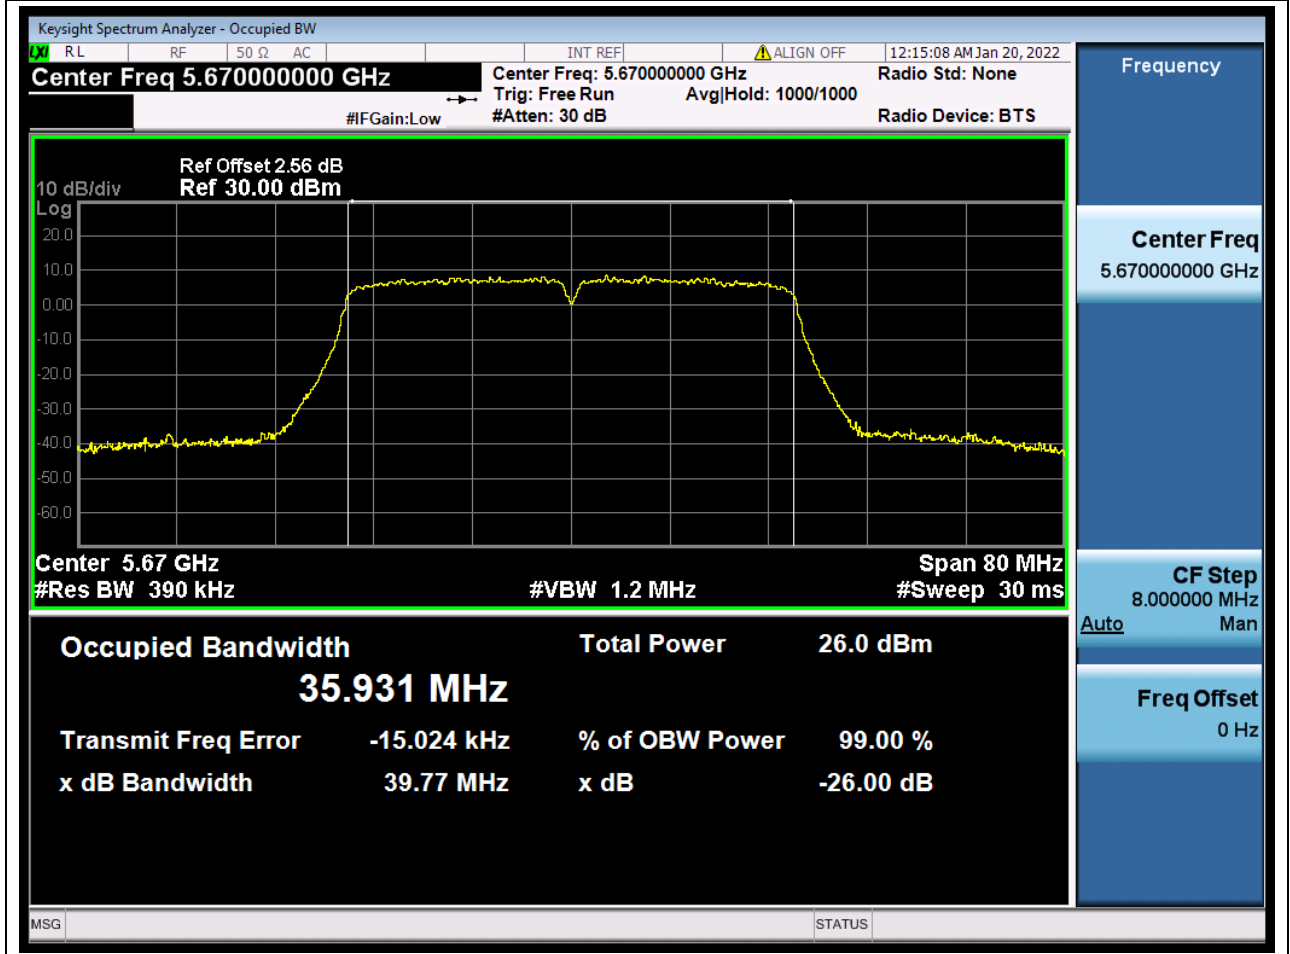 Keysight Spectrum Analyzer - Occupied BW
LXI RL RF 50 Ω AC INT REF ALIGN OFF 12:15:08 AM Jan 20, 2022
Center Freq 5.670000000 GHz
Center Freq: 5.670000000 GHz
Radio Std: None
Trig: Free Run Avg|Hold: 1000/1000
#IFGain:Low
#Atten: 30 dB
Radio Device: BTS
Ref Offset 2.56 dB
10 dB/div Ref 30.00 dBm
Log
20.0
10.0
0.00
-10.0
-20.0
-30.0
-40.0
-50.0
-60.0
Center 5.67 GHz Span 80 MHz
#Res BW 390 kHz #VBW 1.2 MHz #Sweep 30 ms
Occupied Bandwidth Total Power 26.0 dBm
35.931 MHz
Transmit Freq Error -15.024 kHz % of OBW Power 99.00 %
x dB Bandwidth 39.77 MHz x dB -26.00 dB
MSG STATUS
Frequency
Center Freq
5.670000000 GHz
CF Step
8.000000 MHz
Auto Man
Freq Offset
0 Hz